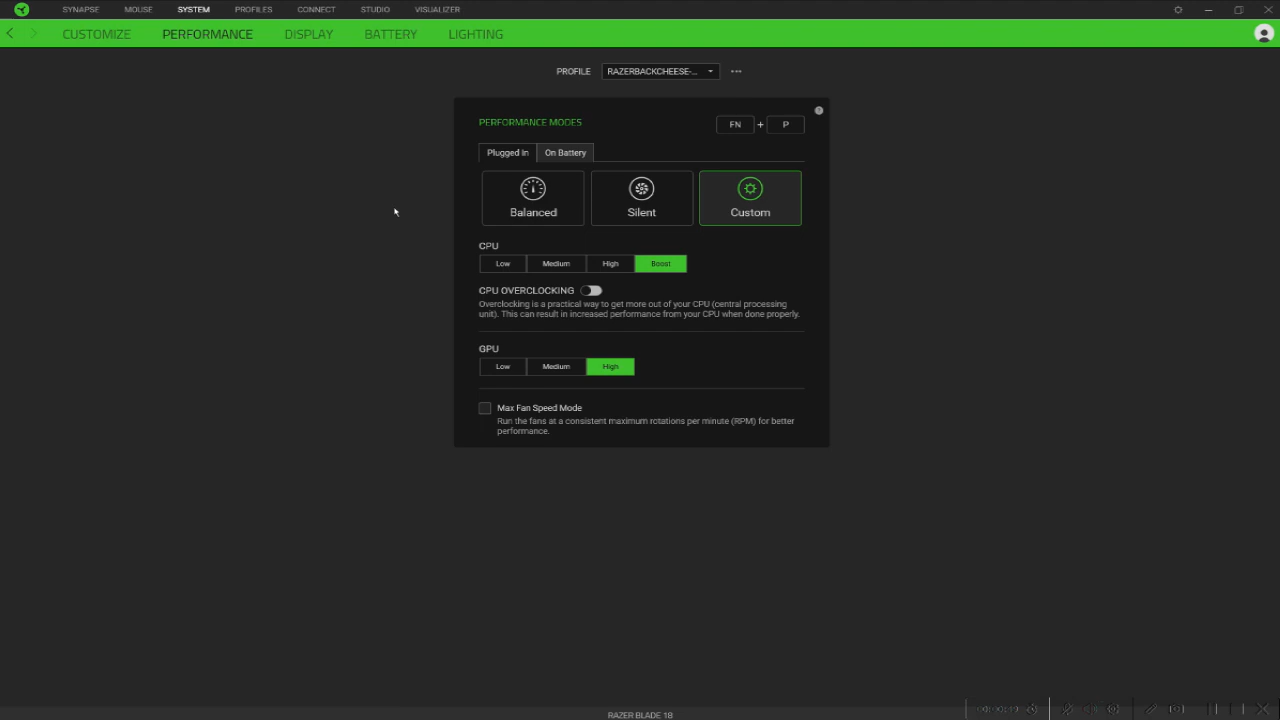 SYNAPSE MOUSE SYSTEM PROFILES CONNECT STUDIO VISUALIZER
CUSTOMIZE PERFORMANCE DISPLAY BATTERY LIGHTING
PROFILE RAZERBACKCHEESE-...
PERFORMANCE MODES FN + P
Plugged In On Battery
Balanced Silent Custom
CPU
Low Medium High Boost
CPU OVERCLOCKING
Overclocking is a practical way to get more out of your CPU (central processing
unit). This can result in increased performance from your CPU when done properly.
GPU
Low Medium High
Max Fan Speed Mode
Run the fans at a consistent maximum rotations per minute (RPM) for better
performance.
RAZER BLADE 18